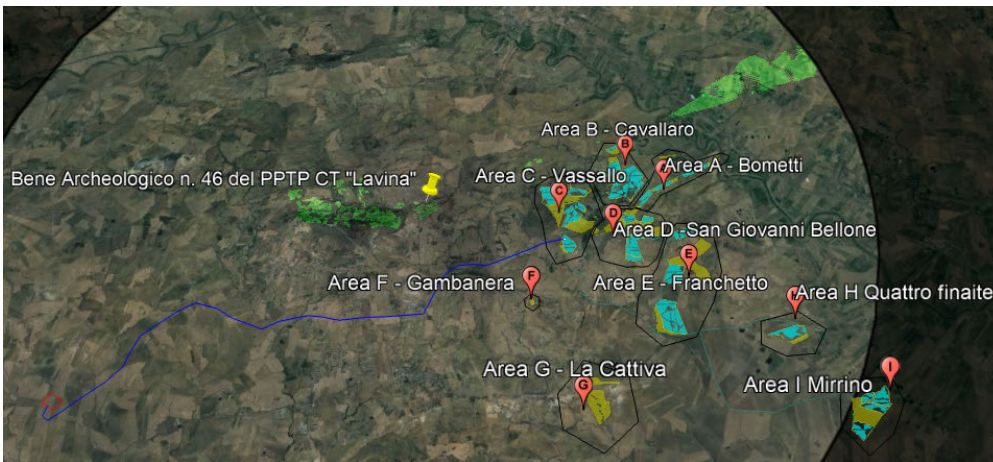 Area B - Cavallaro
B
Bene Archeologico n. 46 del PPTP CT "Lavina"
Area C - Vassallo
Area A - Bometti
C
D
Area D -San Giovanni Bellone
E
F
Area F - Gambanera
Area E - Franchetto
Area H Quattro finaite
Area G - La Cattiva
G
Area I Mirrino
I